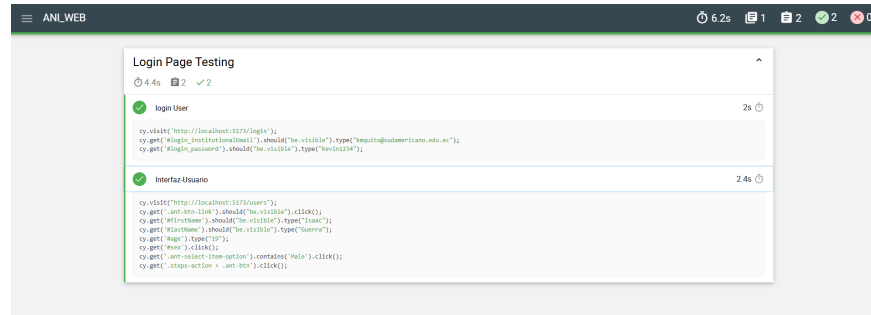 ANI_WEB 6.2s 1 2 2 0
Login Page Testing
4.4s 2 2
login User 2s
cy.visit('http://localhost:5173/login');
cy.get('#login_institutionalEmail').should("be.visible").type("kmquito@sudamericano.edu.ec");
cy.get('#login_password').should("be.visible").type("kevin1234");
Interfaz-Usuario 2.4s
cy.visit("http://localhost:5173/users");
cy.get('.ant-btn-link').should("be.visible").click();
cy.get('#firstName').should("be.visible").type("Isaac");
cy.get('#lastName').should("be.visible").type("Guerra");
cy.get('#age').type("19");
cy.get('#sex').click();
cy.get('.ant-select-item-option').contains('Male').click();
cy.get('.steps-action > .ant-btn').click();